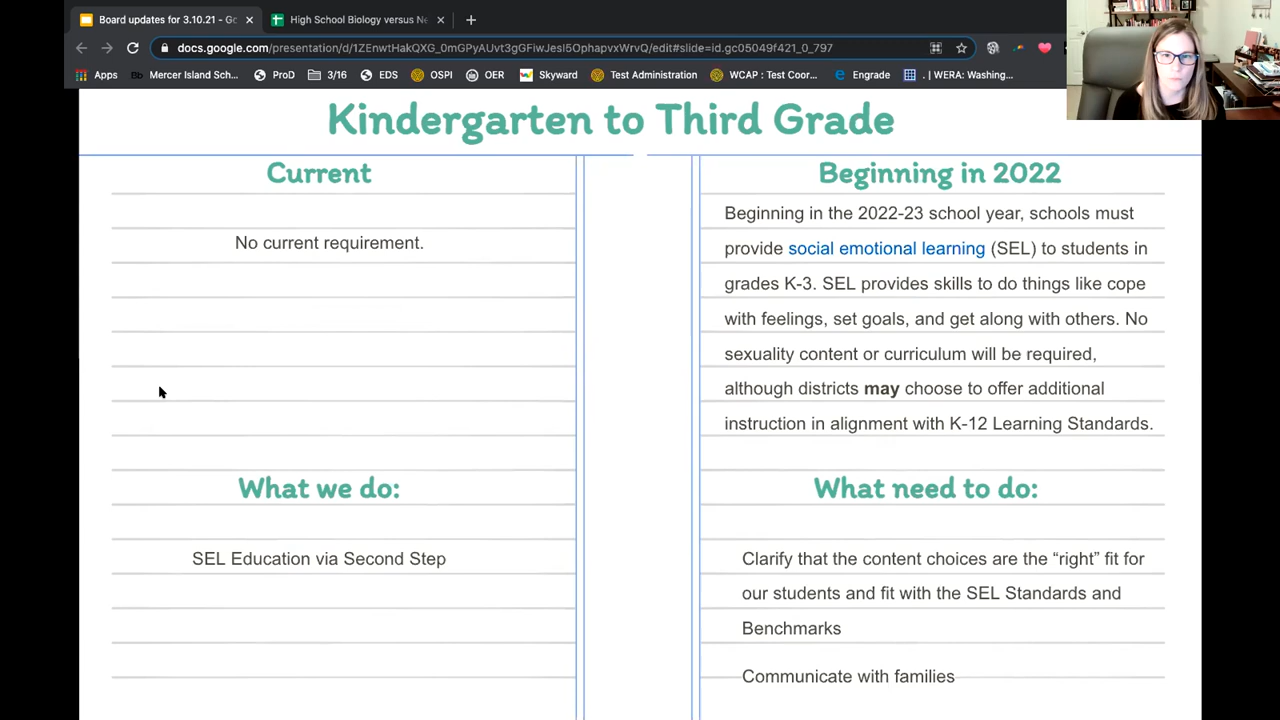 Board updates for 3.10.21 - Gc
High School Biology versus Ne
docs.google.com/presentation/d/1ZEnwtHakQXG_0mGPyAUvt3gGFiwJesI5OphapvxWrvQ/edit#slide=id.gc05049f421_0_797
Apps
Bb Mercer Island Sch...
ProD
3/16
EDS
OSPI
OER
Skyward
Test Administration
WCAP : Test Coor...
Engrade
. | WERA: Washing...
Kindergarten to Third Grade
Current
No current requirement.
What we do:
SEL Education via Second Step
Beginning in 2022
Beginning in the 2022-23 school year, schools must
provide social emotional learning (SEL) to students in
grades K-3. SEL provides skills to do things like cope
with feelings, set goals, and get along with others. No
sexuality content or curriculum will be required,
although districts may choose to offer additional
instruction in alignment with K-12 Learning Standards.
What need to do:
Clarify that the content choices are the “right” fit for
our students and fit with the SEL Standards and
Benchmarks
Communicate with families